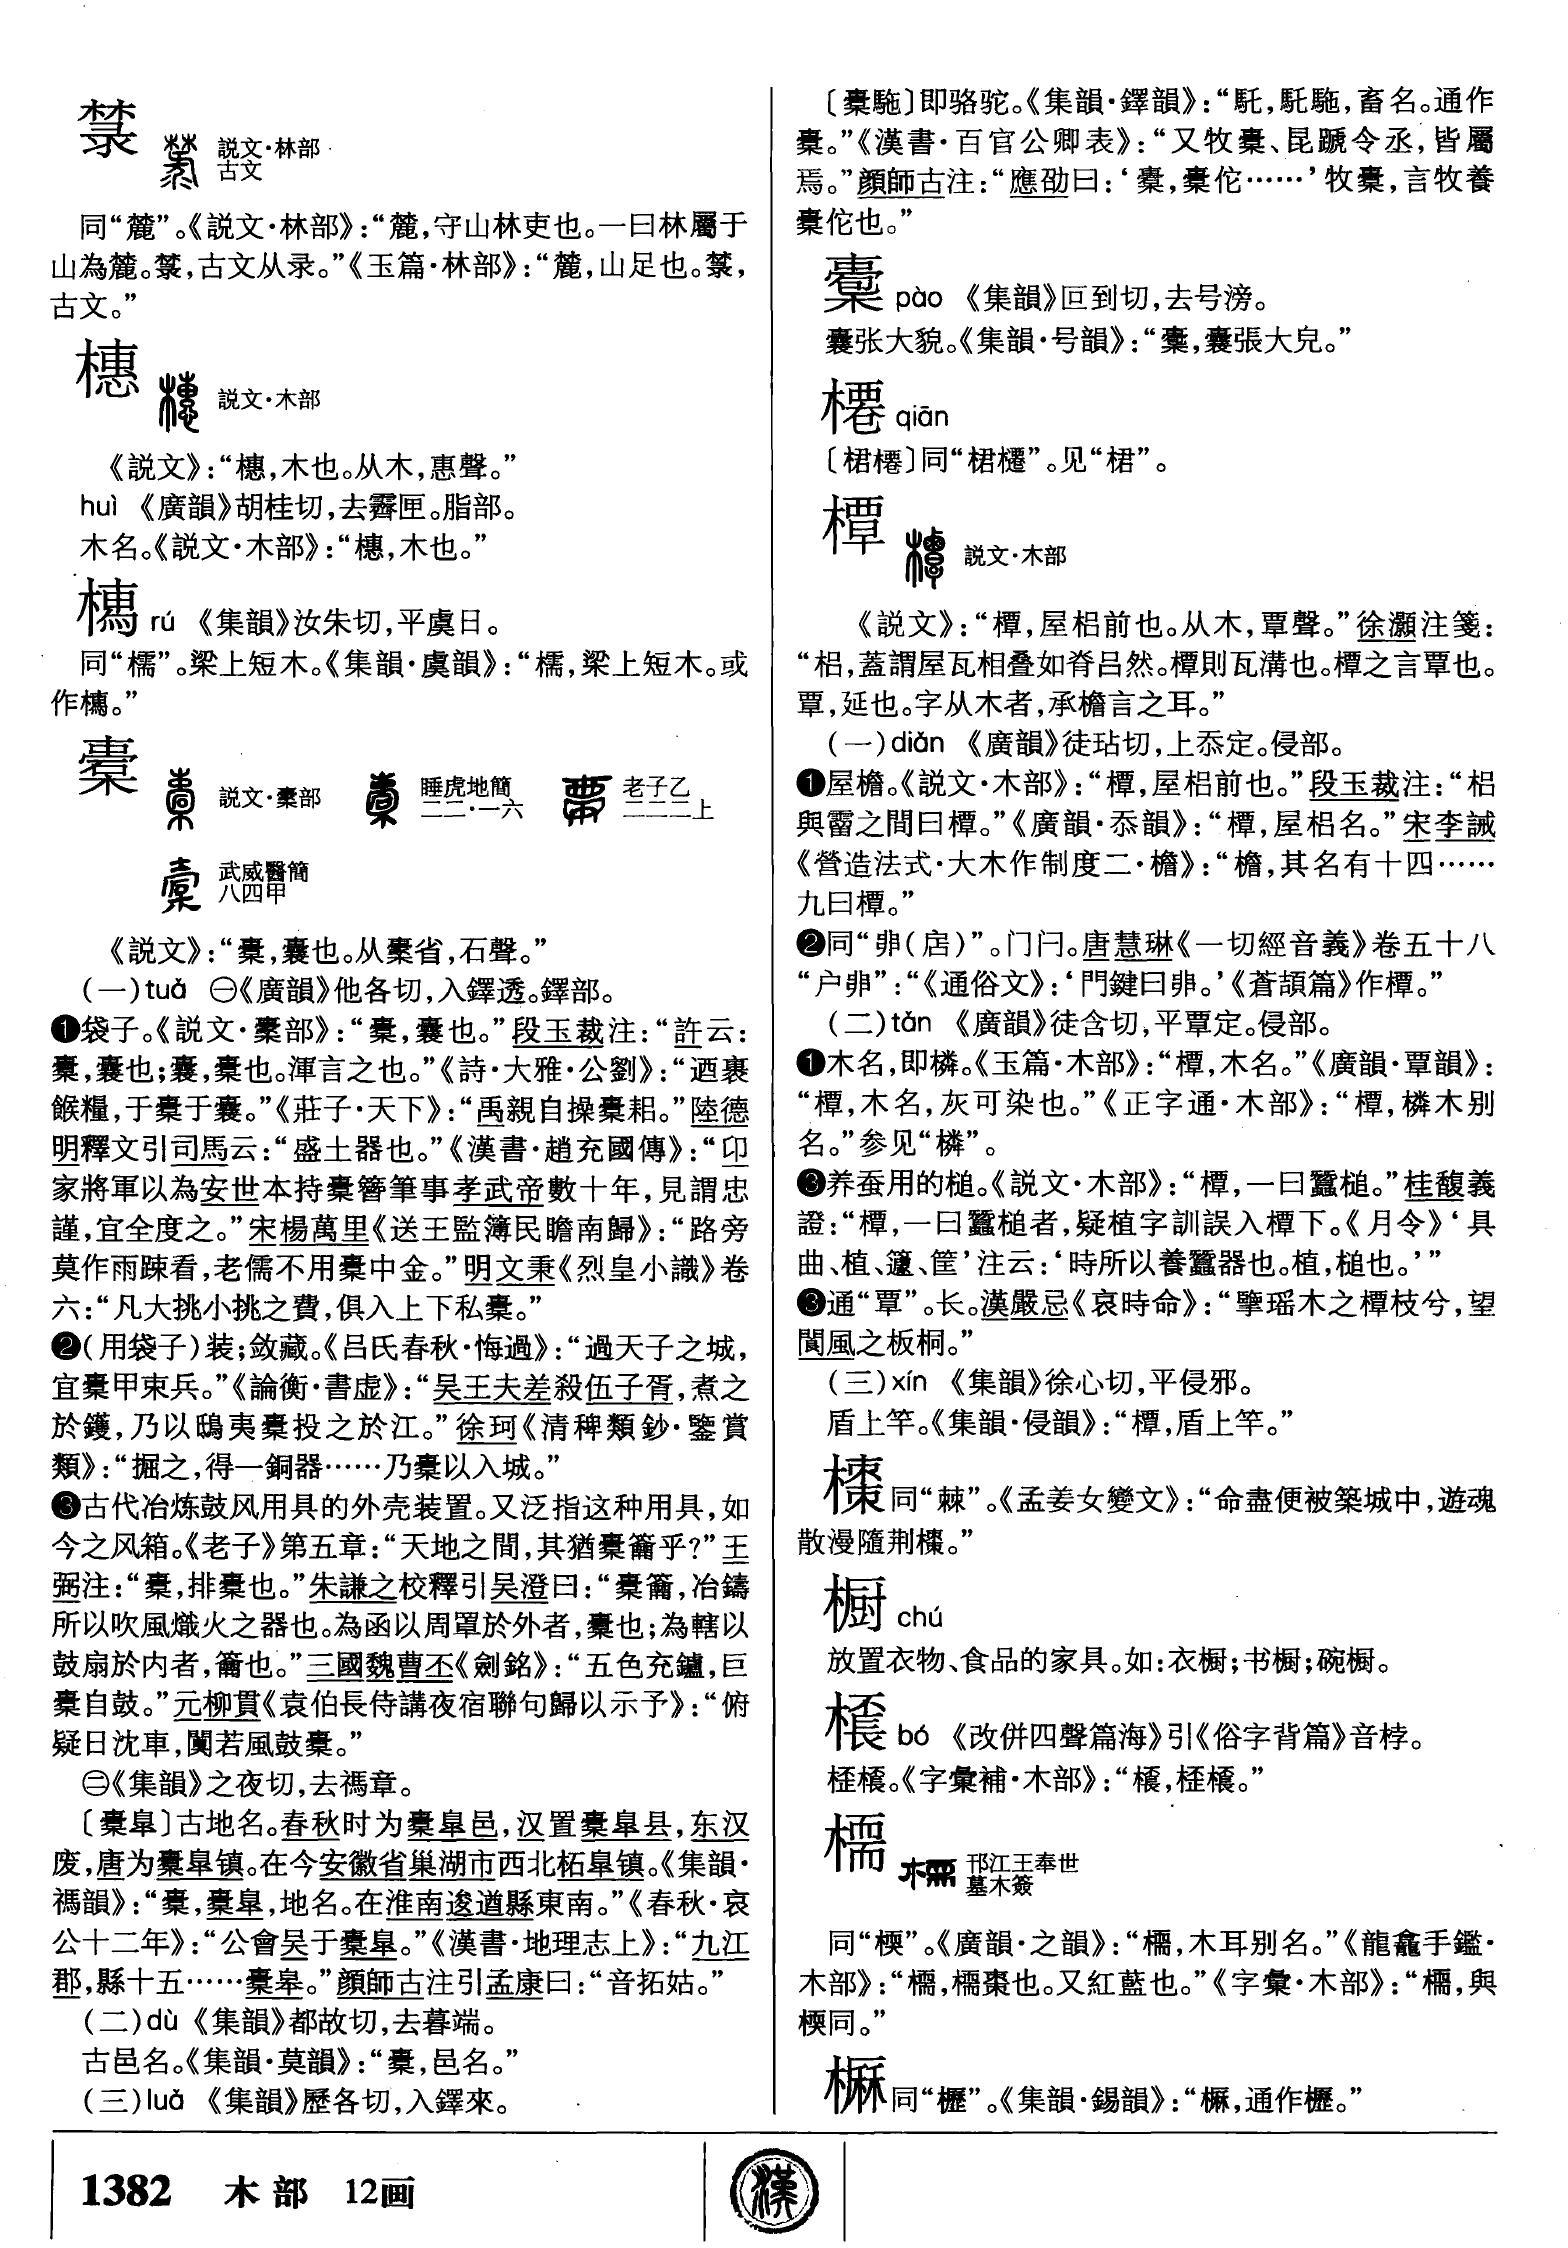 䕀
説文·林部
古文
同“麓”。《説文·林部》：“麓，守山林吏也。一曰林屬于
山為麓。𣚦，古文从录。”《玉篇·林部》：“麓，山足也。𣚦，
古文。”
橞
説文·木部
《説文》：“橞，木也。从木，惠聲。”
huì 《廣韻》胡桂切，去霽匣。脂部。
木名。《説文·木部》：“橞，木也。”
rú 《集韻》汝朱切，平虞日。
同“檽”。梁上短木。《集韻·虞韻》：“檽，梁上短木。或
作。”
橐
説文·㯻部
睡虎地簡
二二·一六
老子乙
二二二上
武威醫簡
八四甲
《説文》：“橐，囊也。从㯻省，石聲。”
(一)tuó ㊀《廣韻》他各切，入鐸透。鐸部。
❶袋子。《説文·㯻部》：“橐，囊也。”段玉裁注：“許云：
橐，囊也；囊，橐也。渾言之也。”《詩·大雅·公劉》：“迺裹
餱糧，于橐于囊。”《莊子·天下》：“禹親自操橐耜。”陸德
明釋文引司馬云：“盛土器也。”《漢書·趙充國傳》：“卬
家將軍以為安世本持橐簪筆事孝武帝數十年，見謂忠
謹，宜全度之。”宋楊萬里《送王監簿民瞻南歸》：“路旁
莫作雨踈看，老儒不用橐中金。”明文秉《烈皇小識》卷
六：“凡大挑小挑之費，俱入上下私橐。”
❷(用袋子)装；敛藏。《吕氏春秋·悔過》：“過天子之城，
宜橐甲束兵。”《論衡·書虚》：“吴王夫差殺伍子胥，煮之
於鑊，乃以鴟夷橐投之於江。”徐珂《清稗類鈔·鑒賞
類》：“掘之，得一銅器……乃橐以入城。”
❸古代冶炼鼓风用具的外壳装置。又泛指这种用具，如
今之风箱。《老子》第五章：“天地之間，其猶橐籥乎?”王
弼注：“橐，排橐也。”朱謙之校釋引吴澄曰：“橐籥，冶鑄
所以吹風熾火之器也。為函以周罩於外者，橐也；為轄以
鼓扇於内者，籥也。”三國魏曹丕《劍銘》：“五色充鑪，巨
橐自鼓。”元柳貫《袁伯長侍講夜宿聯句歸以示予》：“俯
疑日沈車，闃若風鼓橐。”
㊁《集韻》之夜切，去禡章。
〔橐皋〕古地名。春秋时为橐皋邑，汉置橐皋县，东汉
废，唐为橐皋镇。在今安徽省巢湖市西北柘皋镇。《集韻·
禡韻》：“橐，橐皋，地名。在淮南逡遒縣東南。”《春秋·哀
公十二年》：“公會吴于橐皋。”《漢書·地理志上》：“九江
郡，縣十五……橐皋。”顔師古注引孟康曰：“音拓姑。”
(二)dù 《集韻》都故切，去暮端。
古邑名。《集韻·莫韻》：“橐，邑名。”
(三)luò 《集韻》歷各切，入鐸來。
〔橐駞〕即骆驼。《集韻·鐸韻》：“馲，馲駞，畜名。通作
橐。”《漢書·百官公卿表》：“又牧橐、昆蹏令丞，皆屬
焉。”顔師古注：“應劭曰：‘橐，橐佗……’牧橐，言牧養
橐佗也。”
㯱 pào 《集韻》叵到切，去号滂。
囊张大貌。《集韻·号韻》：“㯱，囊張大皃。”
櫏 qiān
〔桾櫏〕同“桾櫏”。见“桾”。
橝
説文·木部
《説文》：“橝，屋梠前也。从木，覃聲。”徐灝注箋：
“梠，蓋謂屋瓦相叠如脊吕然。橝則瓦溝也。橝之言覃也。
覃，延也。字从木者，承檐言之耳。”
(一)diàn 《廣韻》徒玷切，上忝定。侵部。
❶屋檐。《説文·木部》：“橝，屋梠前也。”段玉裁注：“梠
與霤之間曰橝。”《廣韻·忝韻》：“橝，屋梠名。”宋李誡
《營造法式·大木作制度二·檐》：“檐，其名有十四……
九曰橝。”
❷同“丳(扂)”。门闩。唐慧琳《一切經音義》卷五十八
“户丳”：“《通俗文》：‘門鍵曰丳。’《蒼頡篇》作橝。”
(二)tán 《廣韻》徒含切，平覃定。侵部。
❶木名，即橉。《玉篇·木部》：“橝，木名。”《廣韻·覃韻》：
“橝，木名，灰可染也。”《正字通·木部》：“橝，橉木别
名。”参见“橉”。
❸养蚕用的槌。《説文·木部》：“橝，一曰蠶槌。”桂馥義
證：“橝，一曰蠶槌者，疑植字訓誤入橝下。《月令》‘具
曲、植、籧、筐’注云：‘時所以養蠶器也。植，槌也。’”
❸通“覃”。长。漢嚴忌《哀時命》：“擥瑶木之橝枝兮，望
閬風之板桐。”
(三)xín 《集韻》徐心切，平侵邪。
盾上竿。《集韻·侵韻》：“橝，盾上竿。”
同“棘”。《孟姜女變文》：“命盡便被築城中，遊魂
散漫隨荆。”
橱 chú
放置衣物、食品的家具。如：衣橱；书橱；碗橱。
bó 《改併四聲篇海》引《俗字背篇》音桲。
桎。《字彙補·木部》：“，桎。”
檽
邗江王奉世
墓木簽
同“檽”。《廣韻·之韻》：“檽，木耳别名。”《龍龕手鑑·
木部》：“檽，檽棗也。又紅藍也。”《字彙·木部》：“檽，與
㮕同。”
同“櫪”。《集韻·錫韻》：“，通作櫪。”
1382 木部 12画
漢